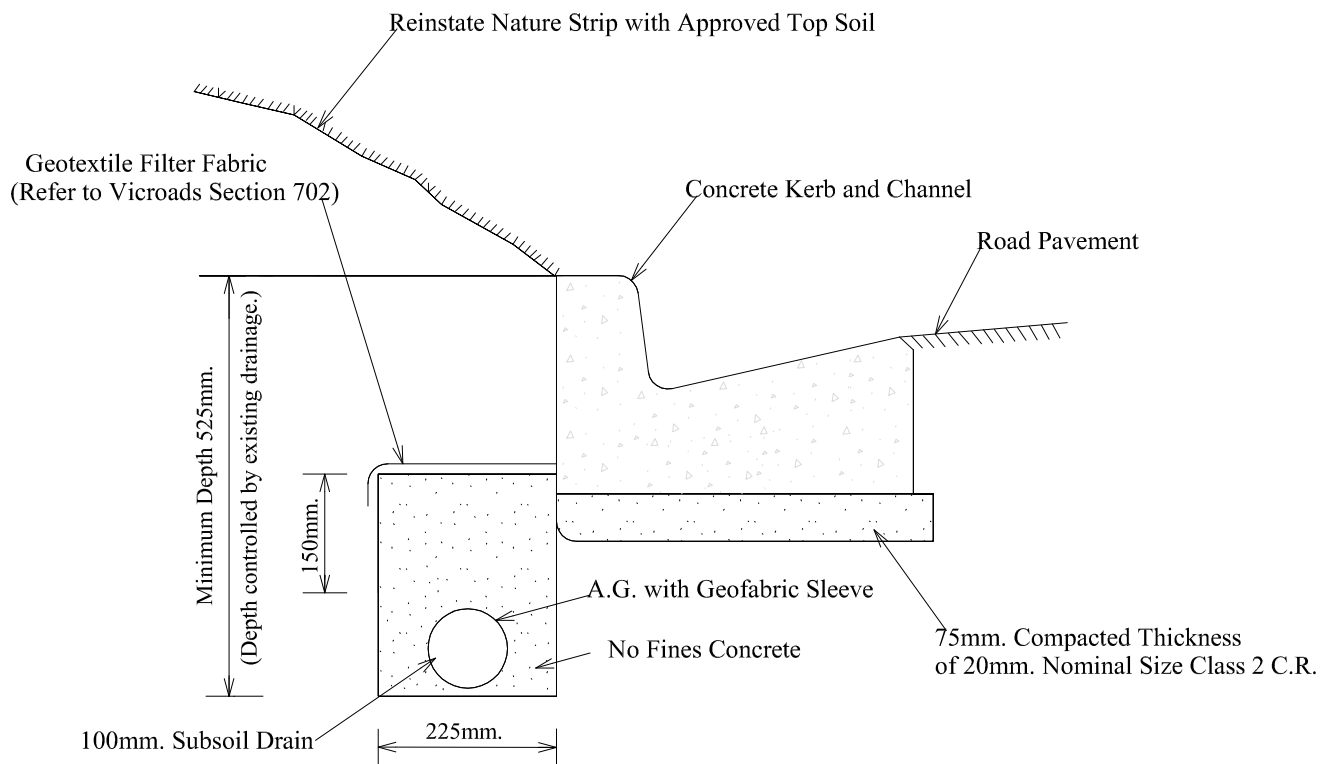 Reinstate Nature Strip with Approved Top Soil
Geotextile Filter Fabric
(Refer to Vicroads Section 702)
Concrete Kerb and Channel
Road Pavement
Minimum Depth 525mm.
(Depth controlled by existing drainage.)
150mm.
A.G. with Geofabric Sleeve
No Fines Concrete
75mm. Compacted Thickness
of 20mm. Nominal Size Class 2 C.R.
100mm. Subsoil Drain
225mm.